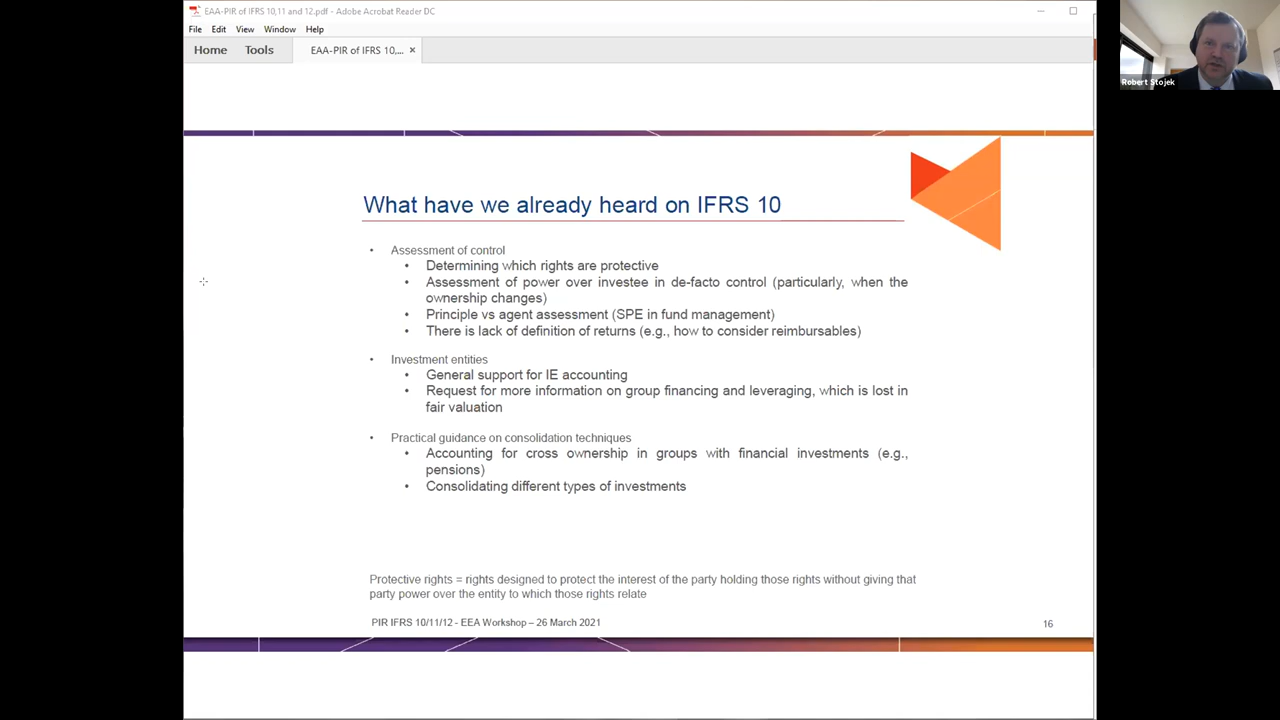 EAA-PIR of IFRS 10,11 and 12.pdf - Adobe Acrobat Reader DC
File Edit View Window Help
Home Tools EAA-PIR of IFRS 10,... ×
Robert Stojek
What have we already heard on IFRS 10
• Assessment of control
• Determining which rights are protective
• Assessment of power over investee in de-facto control (particularly, when the
ownership changes)
• Principle vs agent assessment (SPE in fund management)
• There is lack of definition of returns (e.g., how to consider reimbursables)
• Investment entities
• General support for IE accounting
• Request for more information on group financing and leveraging, which is lost in
fair valuation
• Practical guidance on consolidation techniques
• Accounting for cross ownership in groups with financial investments (e.g.,
pensions)
• Consolidating different types of investments
Protective rights = rights designed to protect the interest of the party holding those rights without giving that
party power over the entity to which those rights relate
PIR IFRS 10/11/12 - EEA Workshop – 26 March 2021
16